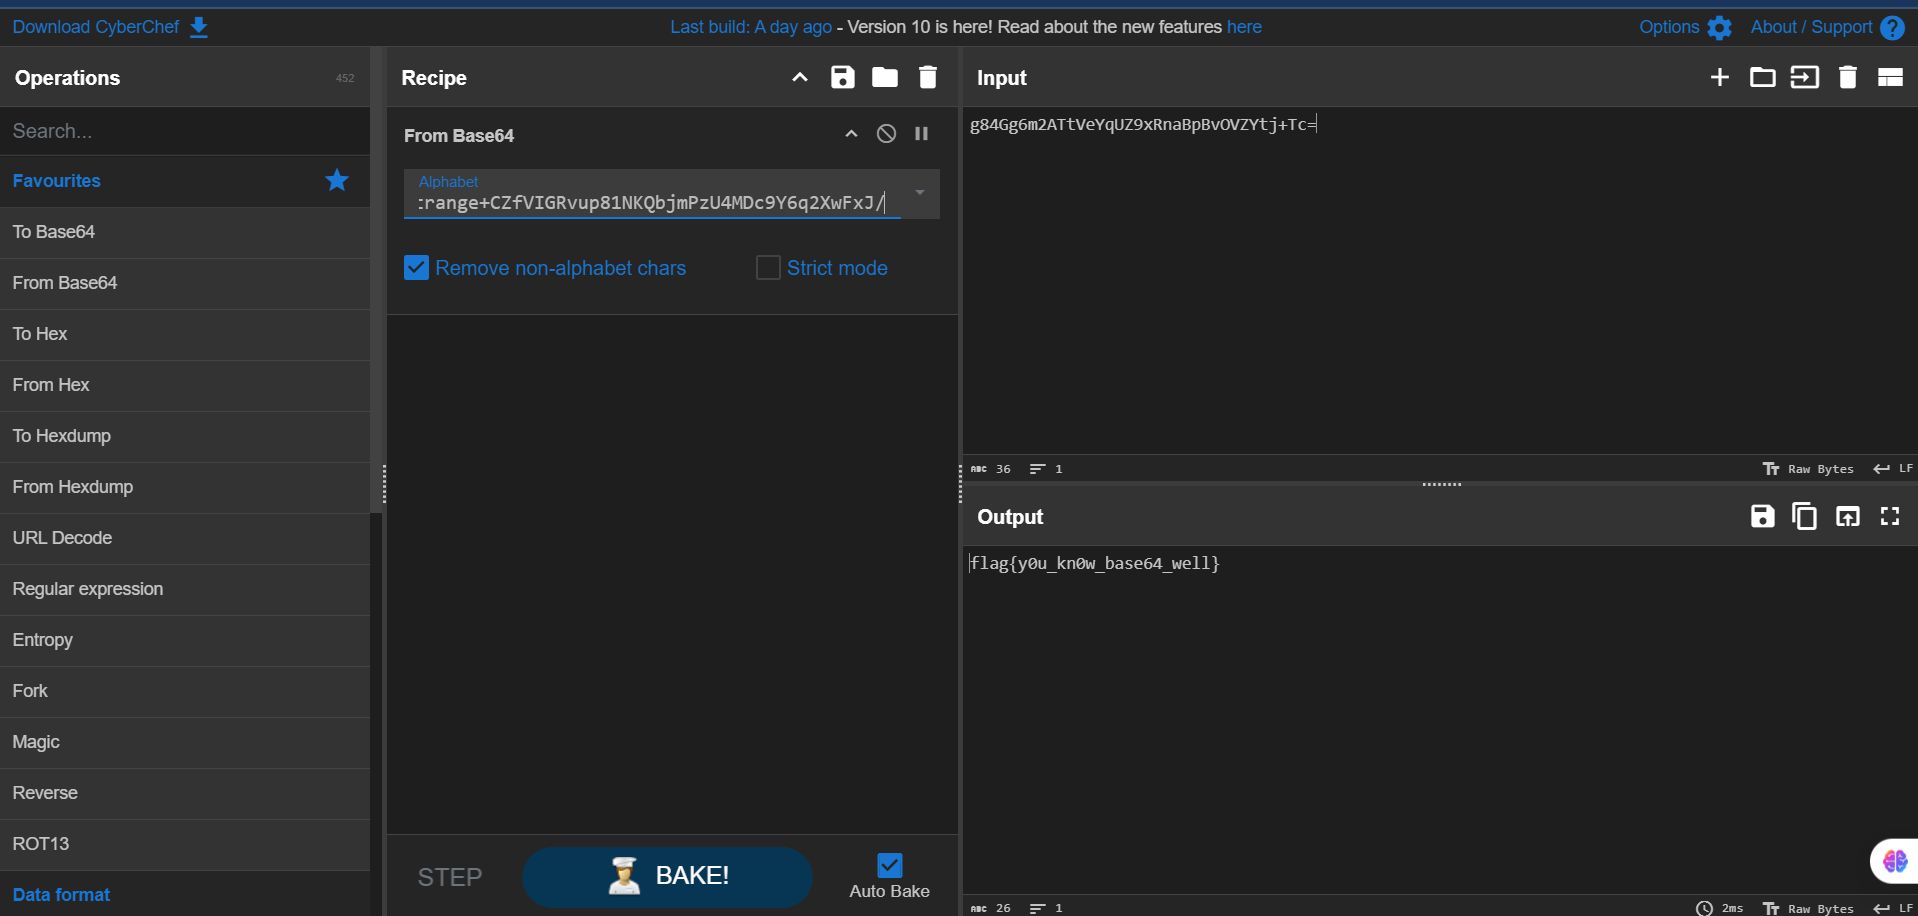 Download CyberChef
Last build: A day ago - Version 10 is here! Read about the new features here
Options
About / Support
Operations
452
Search...
Favourites
To Base64
From Base64
To Hex
From Hex
To Hexdump
From Hexdump
URL Decode
Regular expression
Entropy
Fork
Magic
Reverse
ROT13
Data format
Recipe
From Base64
Alphabet
range+CZfVIGRvup81NKQbjmPzU4MDc9Y6q2XwFxJ/
Remove non-alphabet chars
Strict mode
STEP
BAKE!
Auto Bake
Input
g84Gg6m2ATtVeYqUZ9xRnaBpBvOVZYtj+Tc=
ABC 36 1
Raw Bytes LF
Output
flag{y0u_kn0w_base64_well}
ABC 26 1
2ms Raw Bytes LF